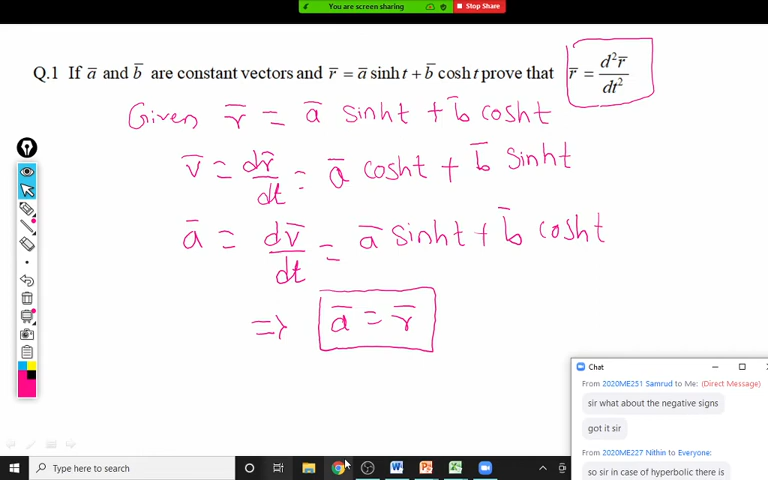 You are screen sharing
Stop Share
Q.1 If a̅ and b̅ are constant vectors and r̅ = a̅ sinh t + b̅ cosh t prove that r̅ = d²r̅/dt²
Given r̅ = a̅ sinht + b̅ cosht
v̅ = dr̅/dt = a̅ cosht + b̅ sinht
a̅ = dv̅/dt = a̅ sinht + b̅ cosht
=> a̅ = r̅
Chat
From 2020ME251 Samrud to Me: (Direct Message)
sir what about the negative signs
got it sir
From 2020ME227 Nithin to Everyone:
so sir in case of hyperbolic there is
Type here to search